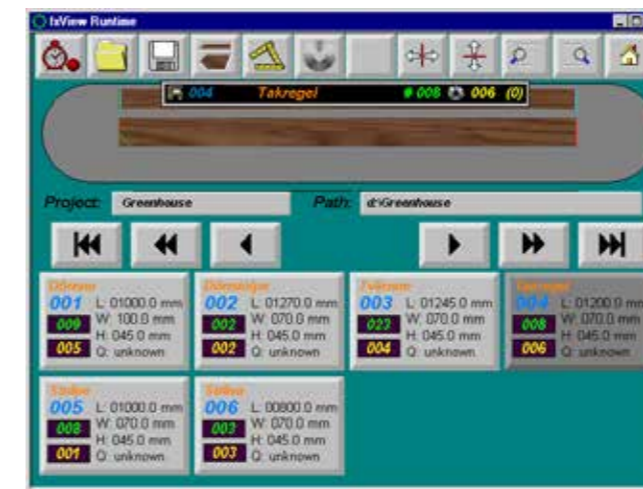 fxView Runtime
004 Takregel # 008 006 (0)
Project: Greenhouse Path: d:\Greenhouse
001 L: 01000.0 mm
009 W: 100.0 mm
H: 045.0 mm
005 Q: unknown
002 L: 01270.0 mm
002 W: 070.0 mm
H: 045.0 mm
002 Q: unknown
003 L: 01245.0 mm
023 W: 070.0 mm
H: 045.0 mm
004 Q: unknown
Takregel
004 L: 01200.0 mm
008 W: 070.0 mm
H: 045.0 mm
006 Q: unknown
005 L: 01000.0 mm
008 W: 070.0 mm
H: 045.0 mm
001 Q: unknown
006 L: 00800.0 mm
003 W: 070.0 mm
H: 045.0 mm
003 Q: unknown